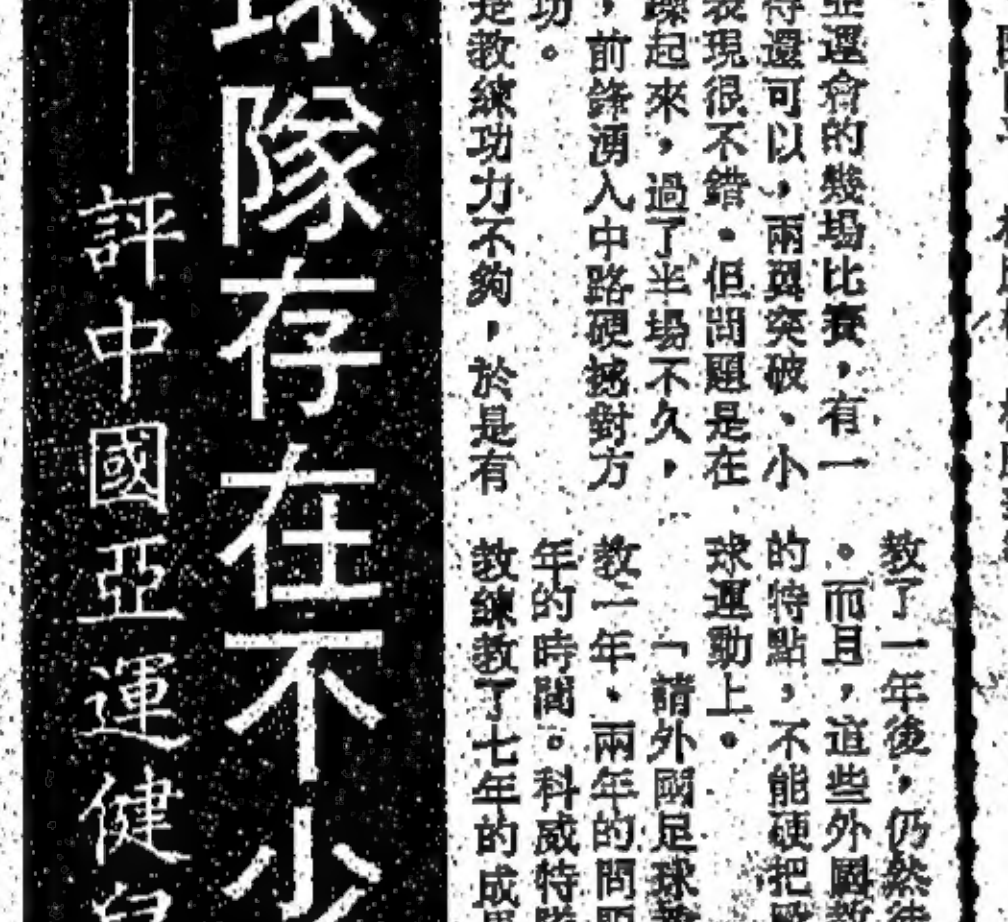 運會的幾場比賽，有一
得還可以，兩翼突破、小
表現很不錯。但問題是在
躁起來，過了半場不久，
，前鋒湧入中路硬撼對方
功。
是教練功力不夠，於是有
教了一年後，仍然
。而且，這些外國
的特點，不能硬把
球運動上。
「請外國足球
教一年、兩年的問
年的時間。科威特
教練教了七年的成
球隊存在不少
——評中國亞運健兒